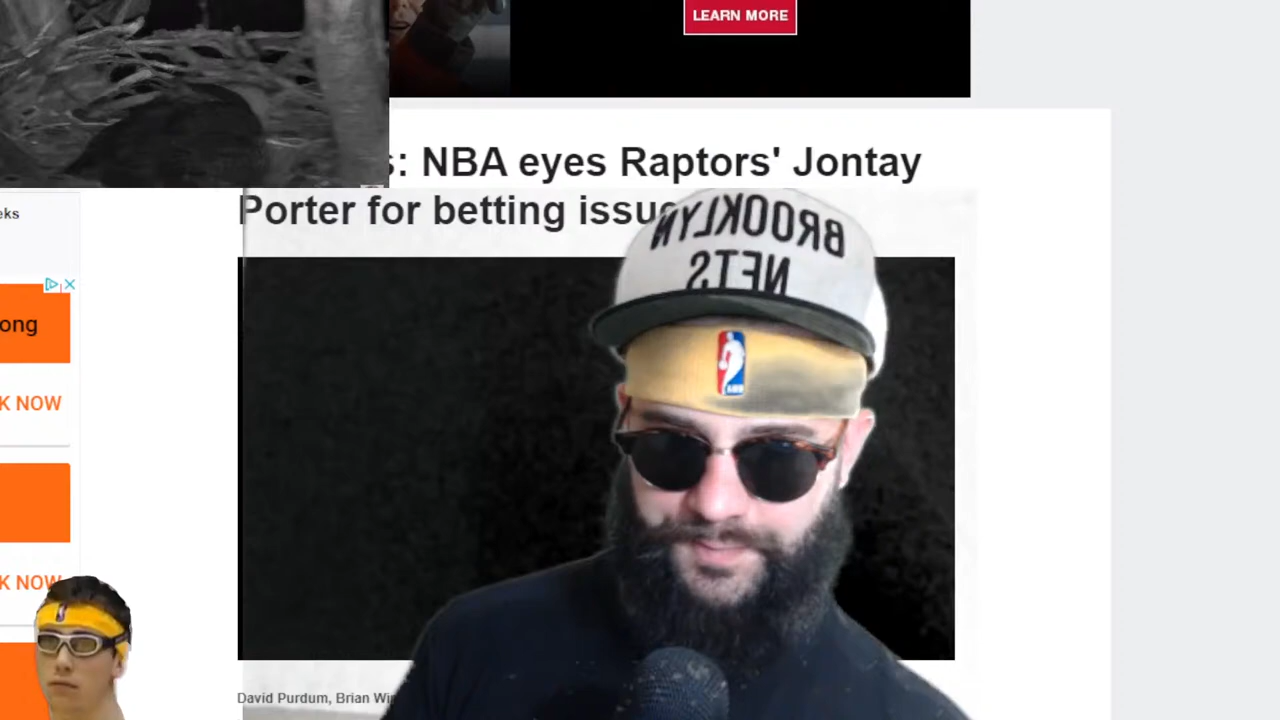 LEARN MORE
s: NBA eyes Raptors' Jontay
Porter for betting issu
eks
BROOKLYN
NETS
ong
K NOW
K NOW
David Purdum, Brian Wi